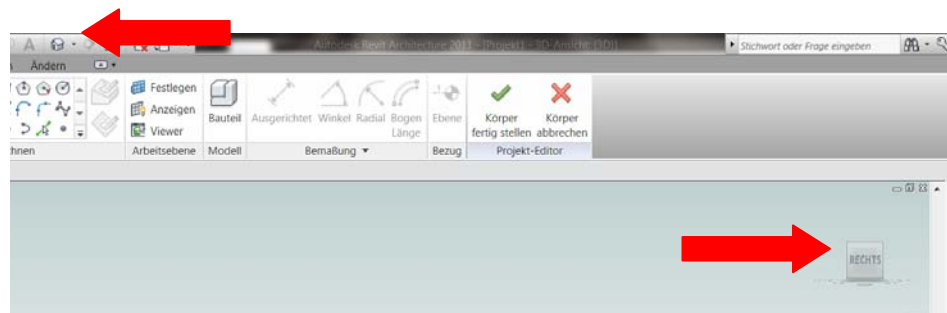 A
Autodesk Revit Architecture 2011 - [Projekt1 - 3D-Ansicht: {3D}]
Stichwort oder Frage eingeben
Ändern
Festlegen
Anzeigen
Viewer
Bauteil
Ausgerichtet Winkel Radial Bogen Länge
Ebene
Körper fertig stellen
Körper abbrechen
Arbeitsebene
Modell
Bemaßung
Bezug
Projekt-Editor
RECHTS